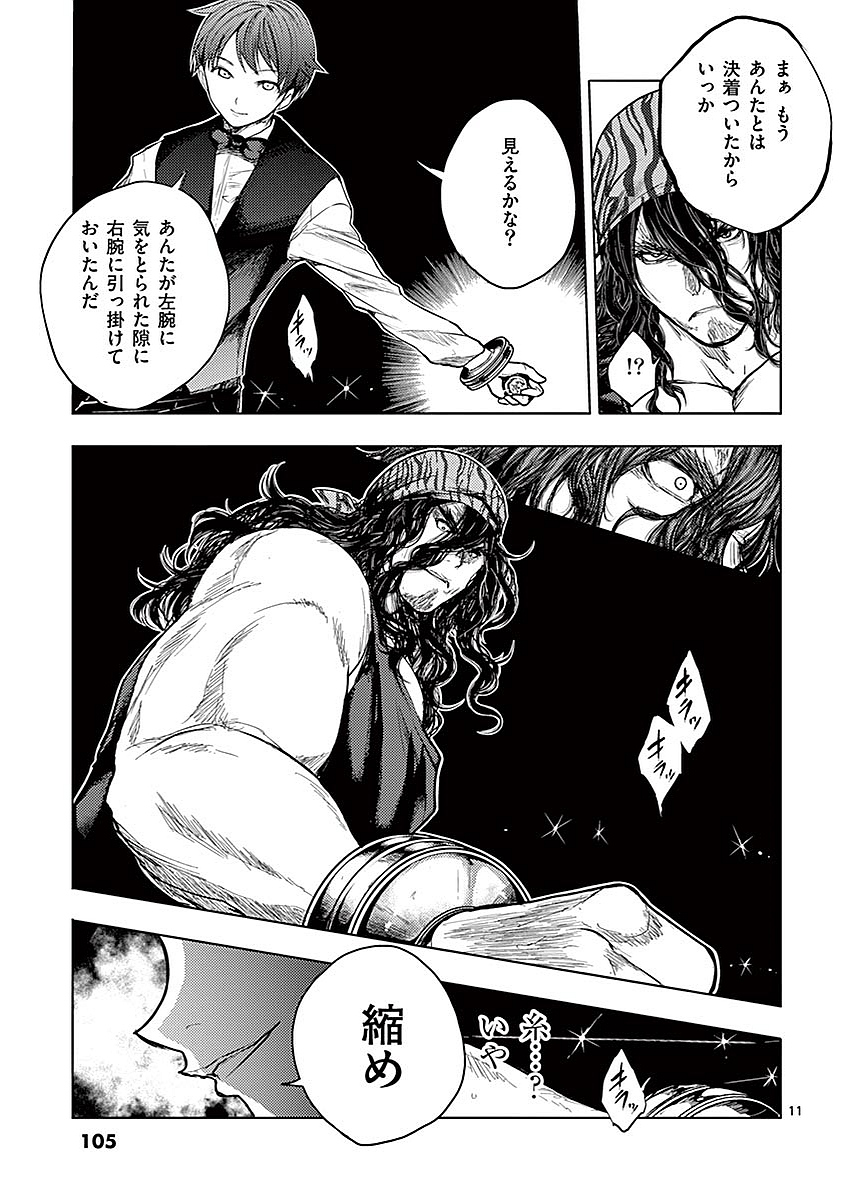 まぁ もう
あんたとは
決着ついたから
いっか
!?
見えるかな?
キラッ
あんたが左腕に
気をとられた隙に
右腕に引っ掛けて
おいたんだ
キラッ
キラッ
糸…?
いや
キラッ
縮め
11
105